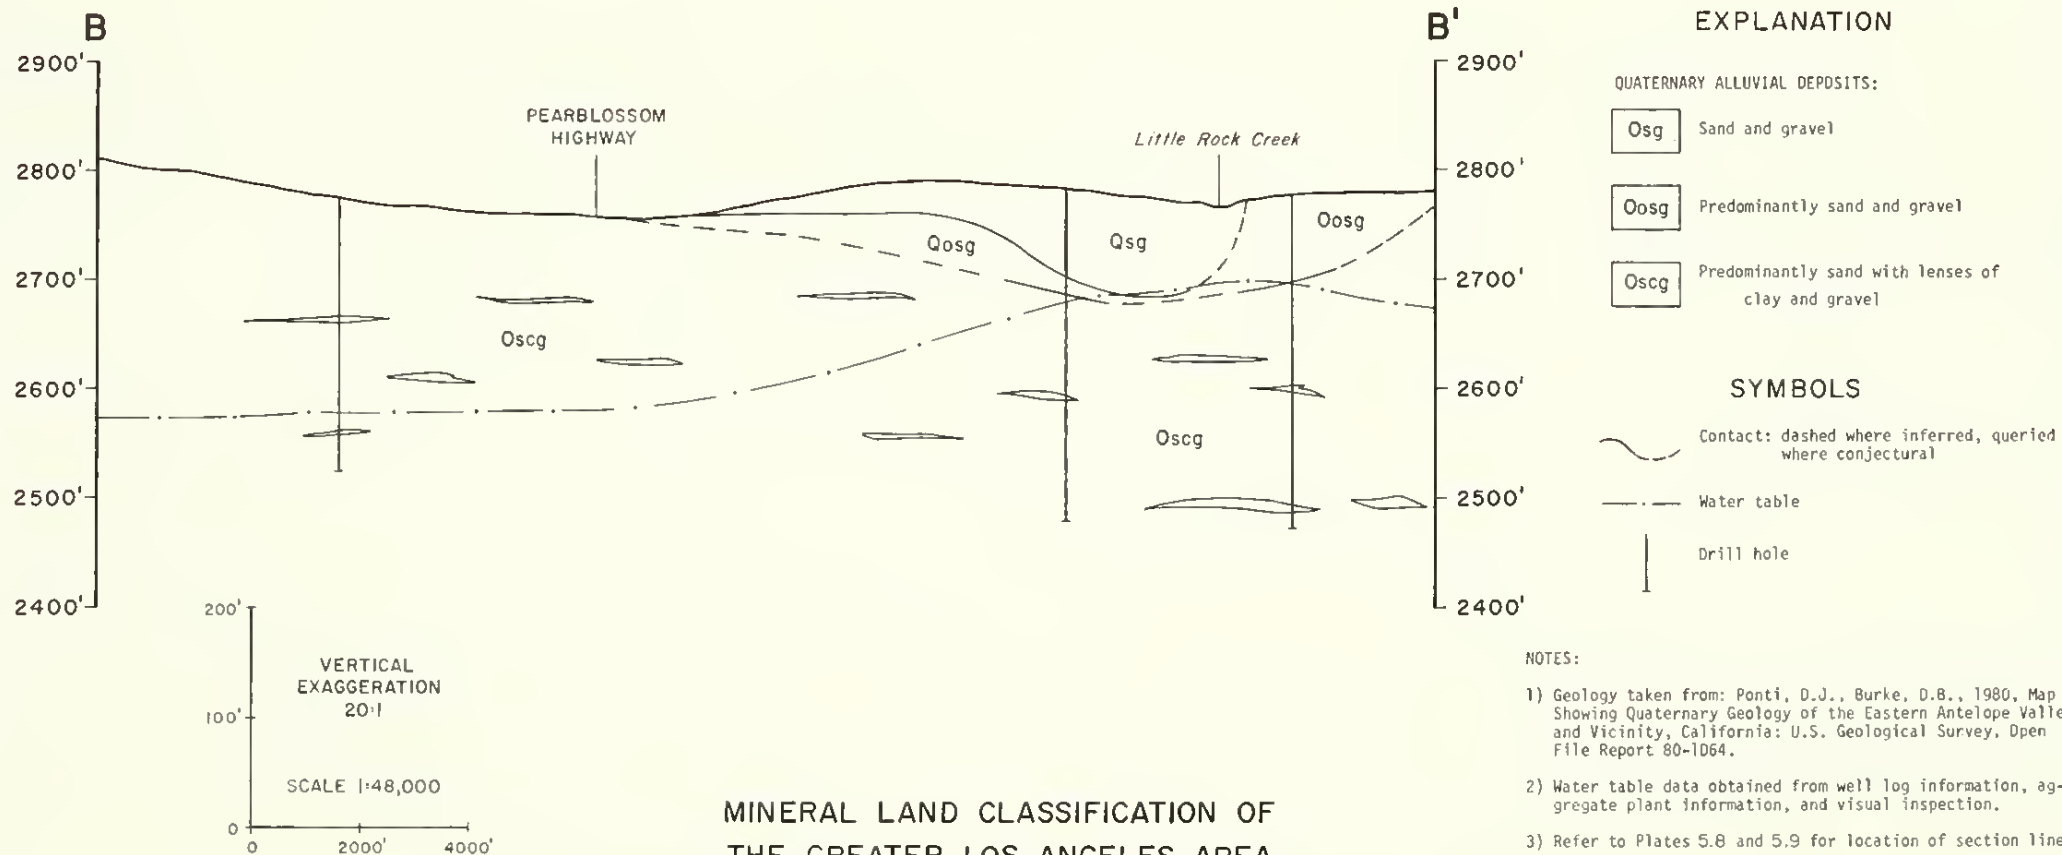 B
B'
EXPLANATION
2900'
2900'
QUATERNARY ALLUVIAL DEPOSITS:
PEARBLOSSOM
HIGHWAY
Little Rock Creek
Qsg
Sand and gravel
2800'
2800'
Qosg
Predominantly sand and gravel
Qosg
Qsg
Qosg
2700'
2700'
Qscg
Predominantly sand with lenses of
clay and gravel
Qscg
2600'
2600'
SYMBOLS
Qscg
Contact: dashed where inferred, queried
where conjectural
2500'
2500'
Water table
Drill hole
2400'
2400'
200'
VERTICAL
EXAGGERATION
20:1
100'
SCALE 1:48,000
0
0
2000'
4000'
MINERAL LAND CLASSIFICATION OF
THE GREATER LOS ANGELES AREA
NOTES:
1) Geology taken from: Ponti, D.J., Burke, D.B., 1980, Map
Showing Quaternary Geology of the Eastern Antelope Valle
and Vicinity, California: U.S. Geological Survey, Open
File Report 80-1064.
2) Water table data obtained from well log information, ag-
gregate plant information, and visual inspection.
3) Refer to Plates 5.8 and 5.9 for location of section line